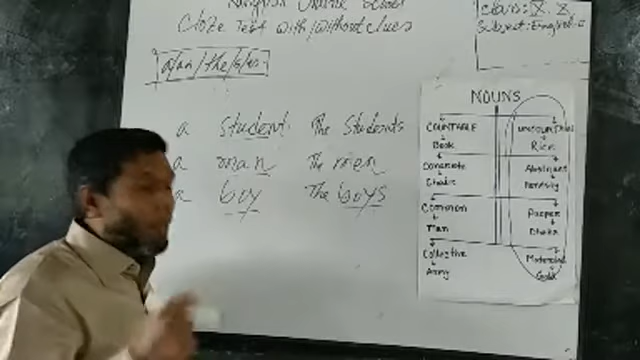 Cloze Test with/without clues
class: IX, X
Subject: English-II
a/an/the/s/es
a student The students
a man The men
a boy The boys
NOUNS
COUNTABLE UNCOUNTABLE
Book Rice
Concrete Abstract
Chair Honesty
Common Proper
Man Dhaka
Collective Material
Army Gold